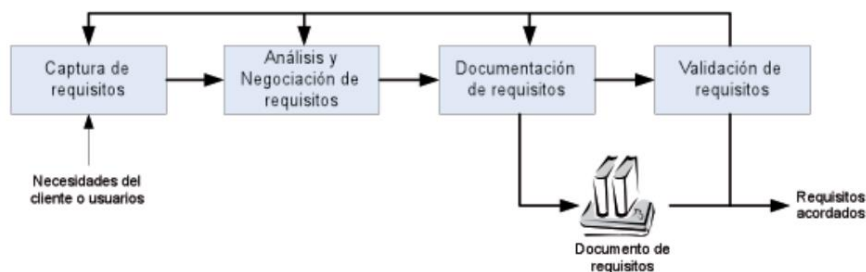 Captura de
requisitos
Análisis y
Negociación de
requisitos
Documentación
de requisitos
Validación de
requisitos
Necesidades del
cliente o usuarios
Documento de
requisitos
Requisitos
acordados